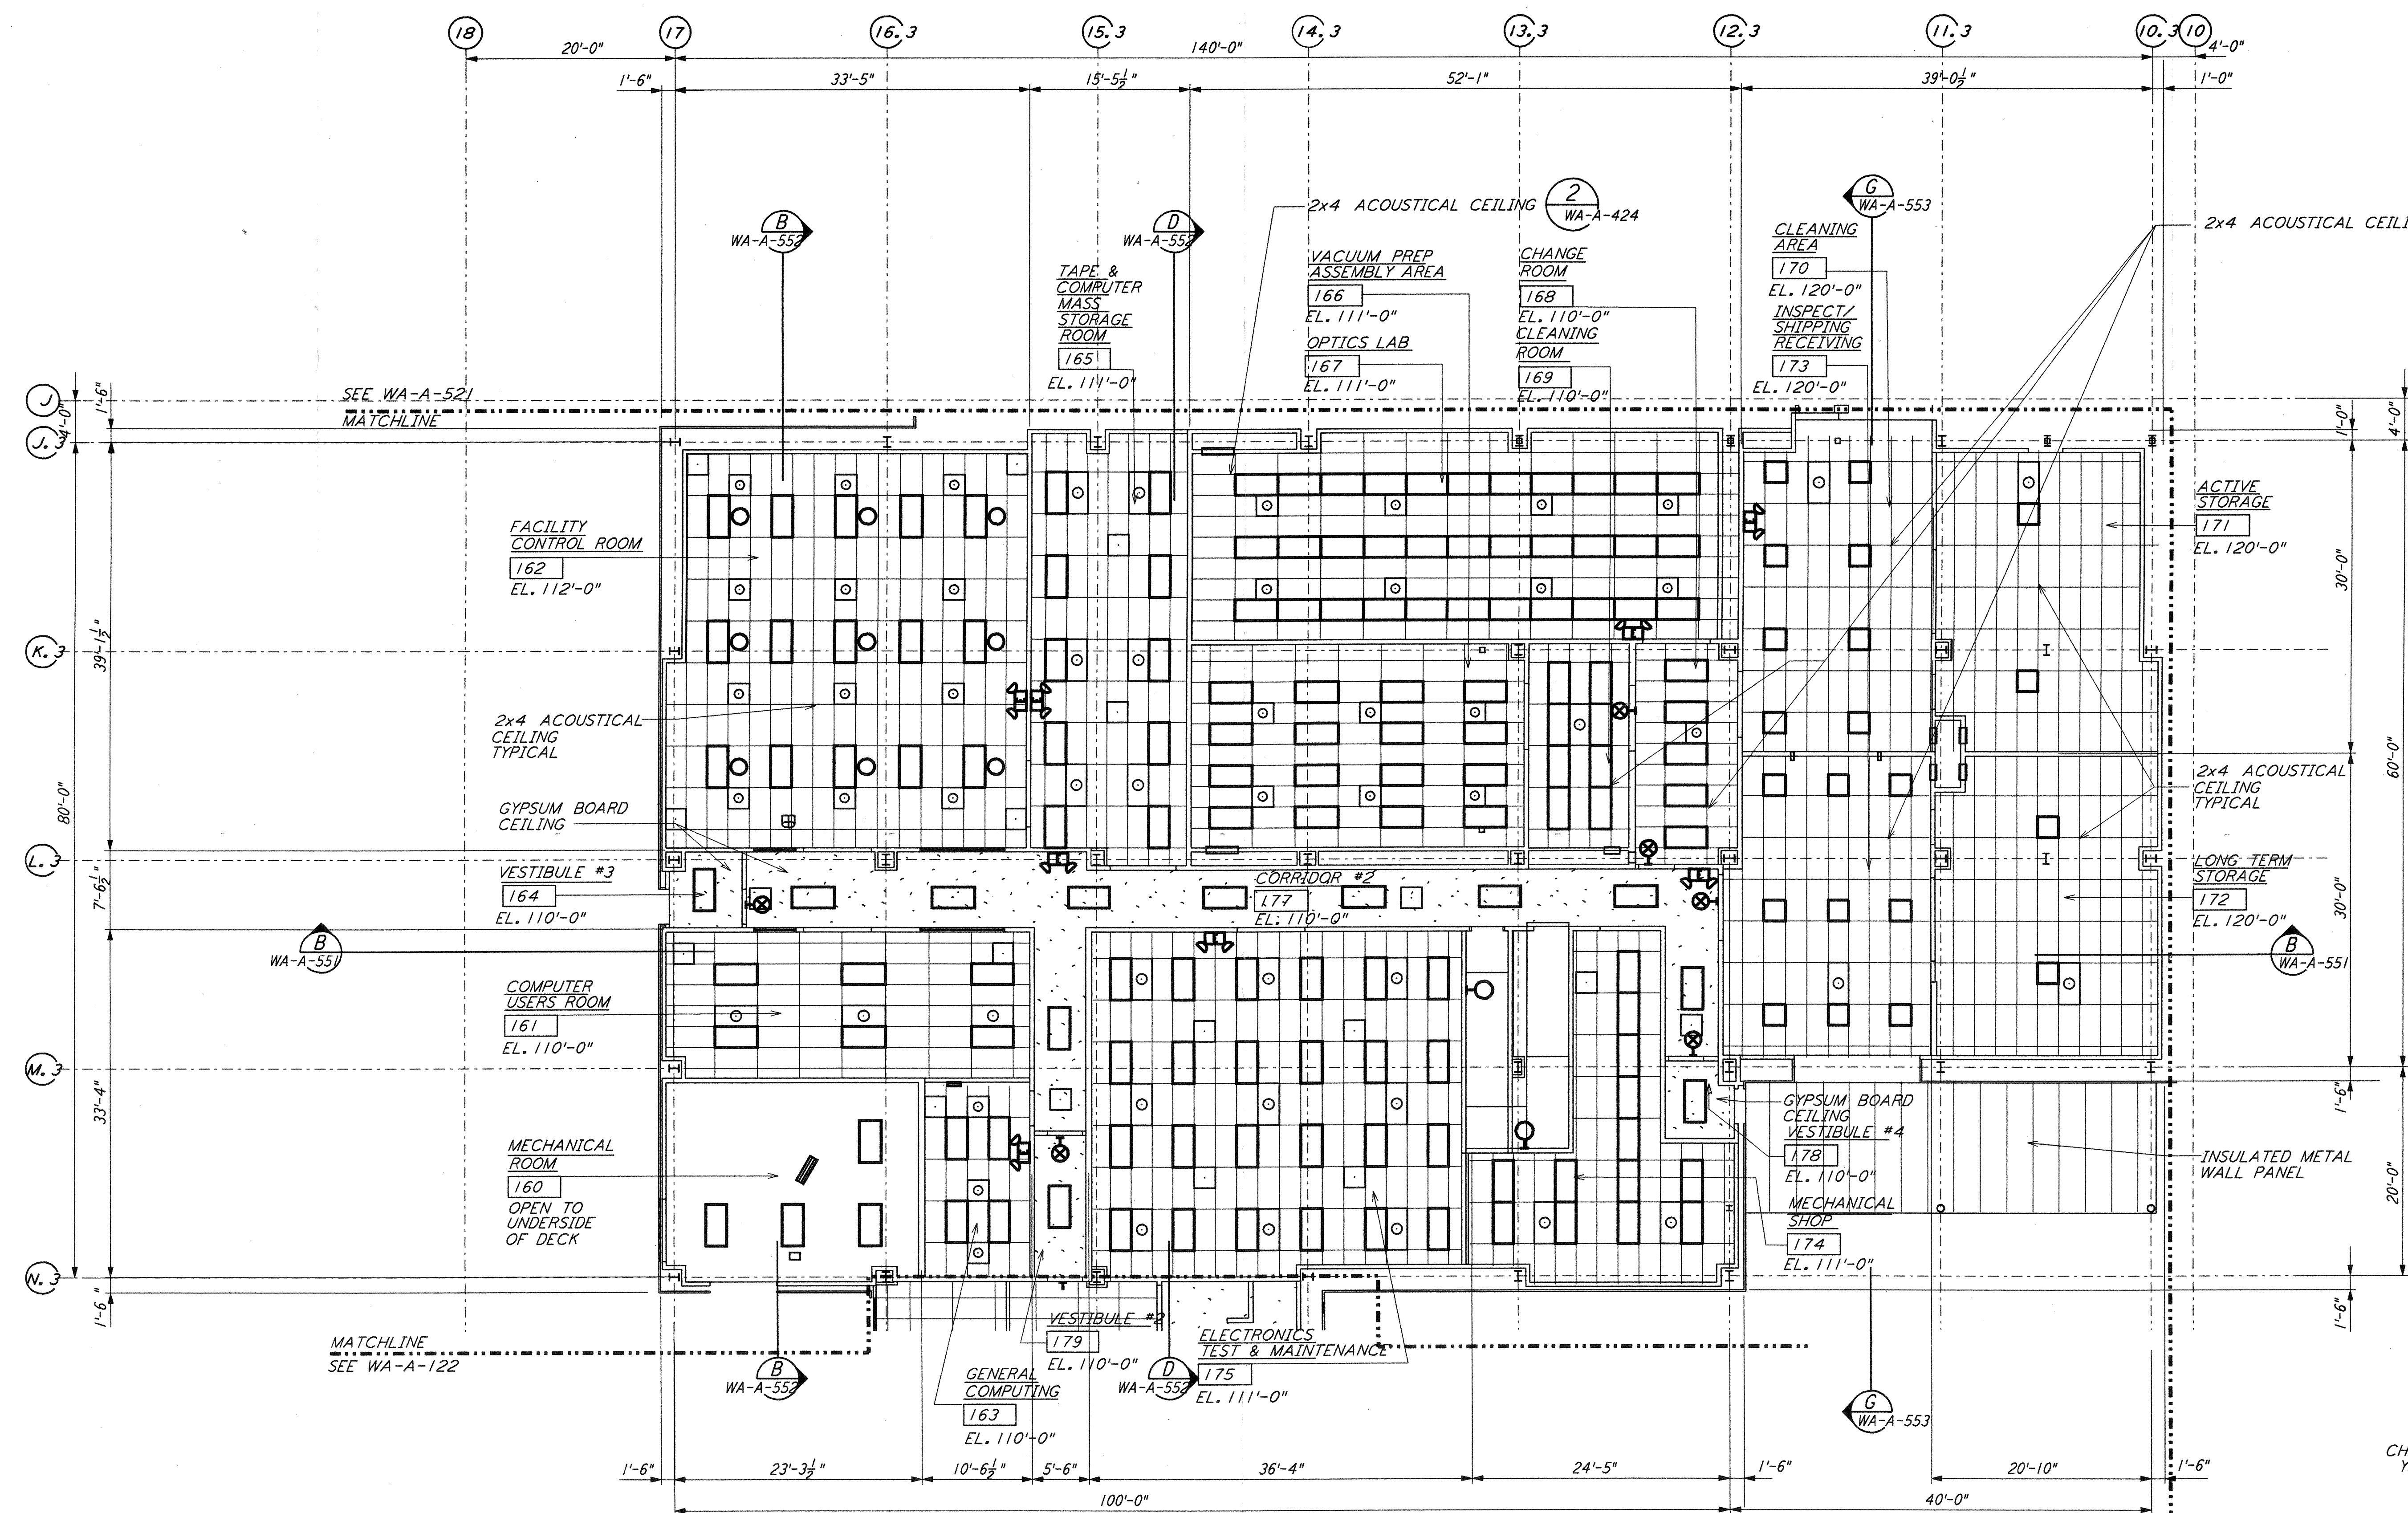 18
17
16.3
15.3
14.3
13.3
12.3
11.3
10.3
10
20'-0"
140'-0"
4'-0"
1'-6"
33'-5"
15'-5½"
52'-1"
39'-0½"
1'-0"
B
WA-A-552
D
WA-A-552
2x4 ACOUSTICAL CEILING
2
WA-A-424
G
WA-A-553
2x4 ACOUSTICAL CEILI
TAPE &
COMPUTER
MASS
STORAGE
ROOM
165
EL. 111'-0"
VACUUM PREP
ASSEMBLY AREA
166
EL. 111'-0"
OPTICS LAB
167
EL. 111'-0"
CHANGE
ROOM
168
EL. 110'-0"
CLEANING
ROOM
169
EL. 110'-0"
CLEANING
AREA
170
EL. 120'-0"
INSPECT/
SHIPPING
RECEIVING
173
EL. 120'-0"
SEE WA-A-521
MATCHLINE
J
J.3
K.3
L.3
M.3
N.3
4'-0"
1'-6"
39'-1½"
80'-0"
7'-6½"
33'-4"
1'-6"
FACILITY
CONTROL ROOM
162
EL. 112'-0"
2x4 ACOUSTICAL
CEILING
TYPICAL
GYPSUM BOARD
CEILING
VESTIBULE #3
164
EL. 110'-0"
B
WA-A-551
COMPUTER
USERS ROOM
161
EL. 110'-0"
MECHANICAL
ROOM
160
OPEN TO
UNDERSIDE
OF DECK
CORRIDOR #2
177
EL. 110'-0"
ACTIVE
STORAGE
171
EL. 120'-0"
2x4 ACOUSTICAL
CEILING
TYPICAL
LONG TERM
STORAGE
172
EL. 120'-0"
B
WA-A-551
1'-0"
4'-0"
30'-0"
60'-0"
30'-0"
1'-6"
20'-0"
1'-6"
GYPSUM BOARD
CEILING
VESTIBULE #4
178
EL. 110'-0"
MECHANICAL
SHOP
174
EL. 111'-0"
INSULATED METAL
WALL PANEL
MATCHLINE
SEE WA-A-122
B
WA-A-552
GENERAL
COMPUTING
163
EL. 110'-0"
VESTIBULE #2
179
EL. 110'-0"
D
WA-A-552
ELECTRONICS
TEST & MAINTENANCE
175
EL. 111'-0"
G
WA-A-553
CH
Y
1'-6"
23'-3½"
10'-6½"
5'-6"
36'-4"
24'-5"
1'-6"
20'-10"
1'-6"
100'-0"
40'-0"